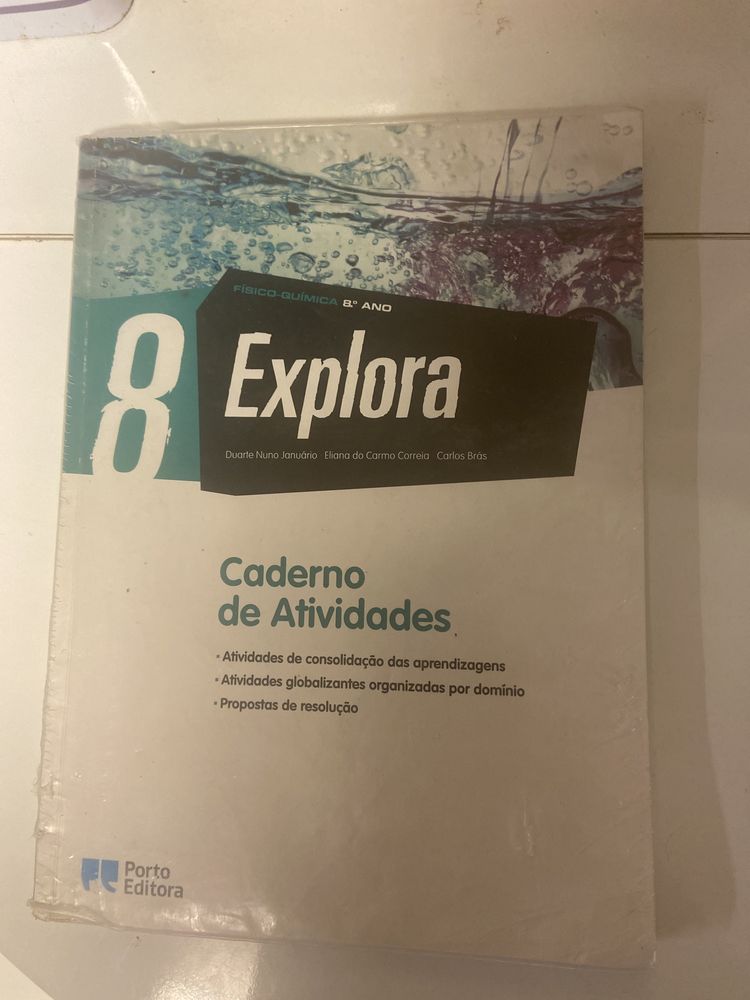 FÍSICO-QUÍMICA 8.º ANO
8
Explora
Duarte Nuno Januário Eliana do Carmo Correia Carlos Brás
Caderno
de Atividades
• Atividades de consolidação das aprendizagens
• Atividades globalizantes organizadas por domínio
• Propostas de resolução
Porto
Editora